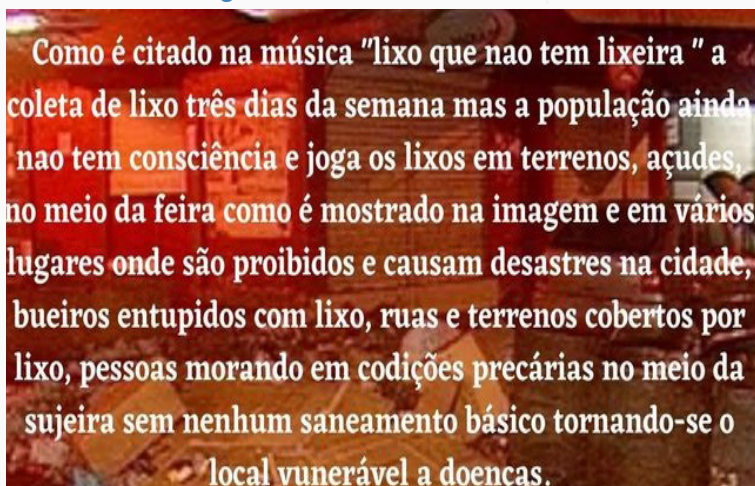 Como é citado na música "lixo que nao tem lixeira " a
coleta de lixo três dias da semana mas a população ainda
nao tem consciência e joga os lixos em terrenos, açudes,
no meio da feira como é mostrado na imagem e em vários
lugares onde são proibidos e causam desastres na cidade,
bueiros entupidos com lixo, ruas e terrenos cobertos por
lixo, pessoas morando em codições precárias no meio da
sujeira sem nenhum saneamento básico tornando-se o
local vunerável a doenças.